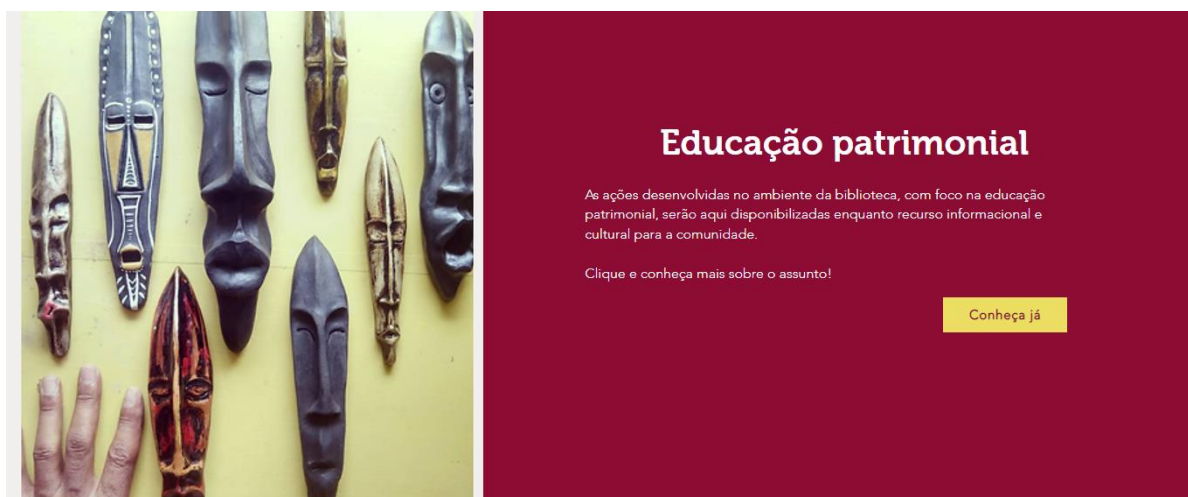 Educação patrimonial
As ações desenvolvidas no ambiente da biblioteca, com foco na educação
patrimonial, serão aqui disponibilizadas enquanto recurso informacional e
cultural para a comunidade.
Clique e conheça mais sobre o assunto!
Conheça já